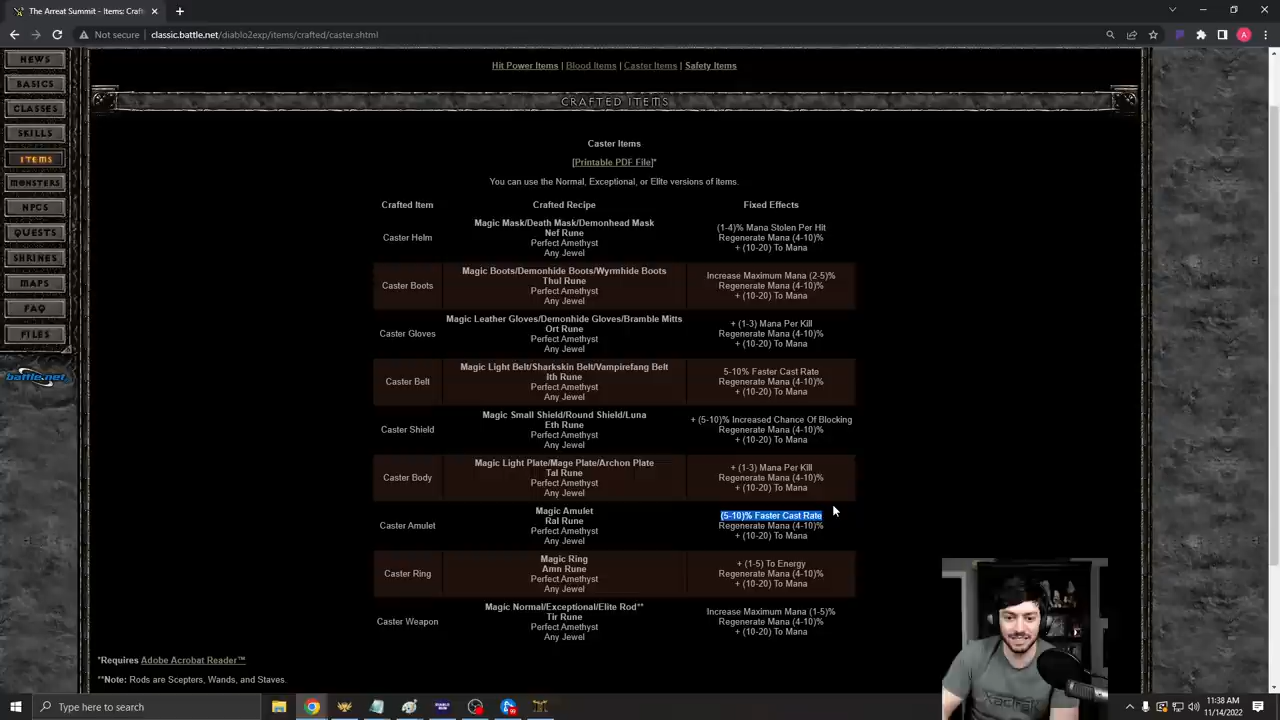 The Arreat Summit - Items: C
Not secure
classic.battle.net/diablo2exp/items/crafted/caster.shtml
A
NEWS
BASICS
CLASSES
SKILLS
ITEMS
MONSTERS
NPCS
QUESTS
SHRINES
MAPS
FAQ
FILES
battle.net
Hit Power Items | Blood Items | Caster Items | Safety Items
CRAFTED ITEMS
Caster Items
[Printable PDF File]*
You can use the Normal, Exceptional, or Elite versions of items.
Crafted Item Crafted Recipe Fixed Effects
Caster Helm
Magic Mask/Death Mask/Demonhead Mask
Nef Rune
Perfect Amethyst
Any Jewel
(1-4)% Mana Stolen Per Hit
Regenerate Mana (4-10)%
+ (10-20) To Mana
Caster Boots
Magic Boots/Demonhide Boots/Wyrmhide Boots
Thul Rune
Perfect Amethyst
Any Jewel
Increase Maximum Mana (2-5)%
Regenerate Mana (4-10)%
+ (10-20) To Mana
Caster Gloves
Magic Leather Gloves/Demonhide Gloves/Bramble Mitts
Ort Rune
Perfect Amethyst
Any Jewel
+ (1-3) Mana Per Kill
Regenerate Mana (4-10)%
+ (10-20) To Mana
Caster Belt
Magic Light Belt/Sharkskin Belt/Vampirefang Belt
Ith Rune
Perfect Amethyst
Any Jewel
5-10% Faster Cast Rate
Regenerate Mana (4-10)%
+ (10-20) To Mana
Caster Shield
Magic Small Shield/Round Shield/Luna
Eth Rune
Perfect Amethyst
Any Jewel
+ (5-10)% Increased Chance Of Blocking
Regenerate Mana (4-10)%
+ (10-20) To Mana
Caster Body
Magic Light Plate/Mage Plate/Archon Plate
Tal Rune
Perfect Amethyst
Any Jewel
+ (1-3) Mana Per Kill
Regenerate Mana (4-10)%
+ (10-20) To Mana
Caster Amulet
Magic Amulet
Ral Rune
Perfect Amethyst
Any Jewel
(5-10)% Faster Cast Rate
Regenerate Mana (4-10)%
+ (10-20) To Mana
Caster Ring
Magic Ring
Amn Rune
Perfect Amethyst
Any Jewel
+ (1-5) To Energy
Regenerate Mana (4-10)%
+ (10-20) To Mana
Caster Weapon
Magic Normal/Exceptional/Elite Rod**
Tir Rune
Perfect Amethyst
Any Jewel
Increase Maximum Mana (1-5)%
Regenerate Mana (4-10)%
+ (10-20) To Mana
*Requires Adobe Acrobat Reader™
**Note: Rods are Scepters, Wands, and Staves.
Type here to search
11:38 AM
11/14/2022